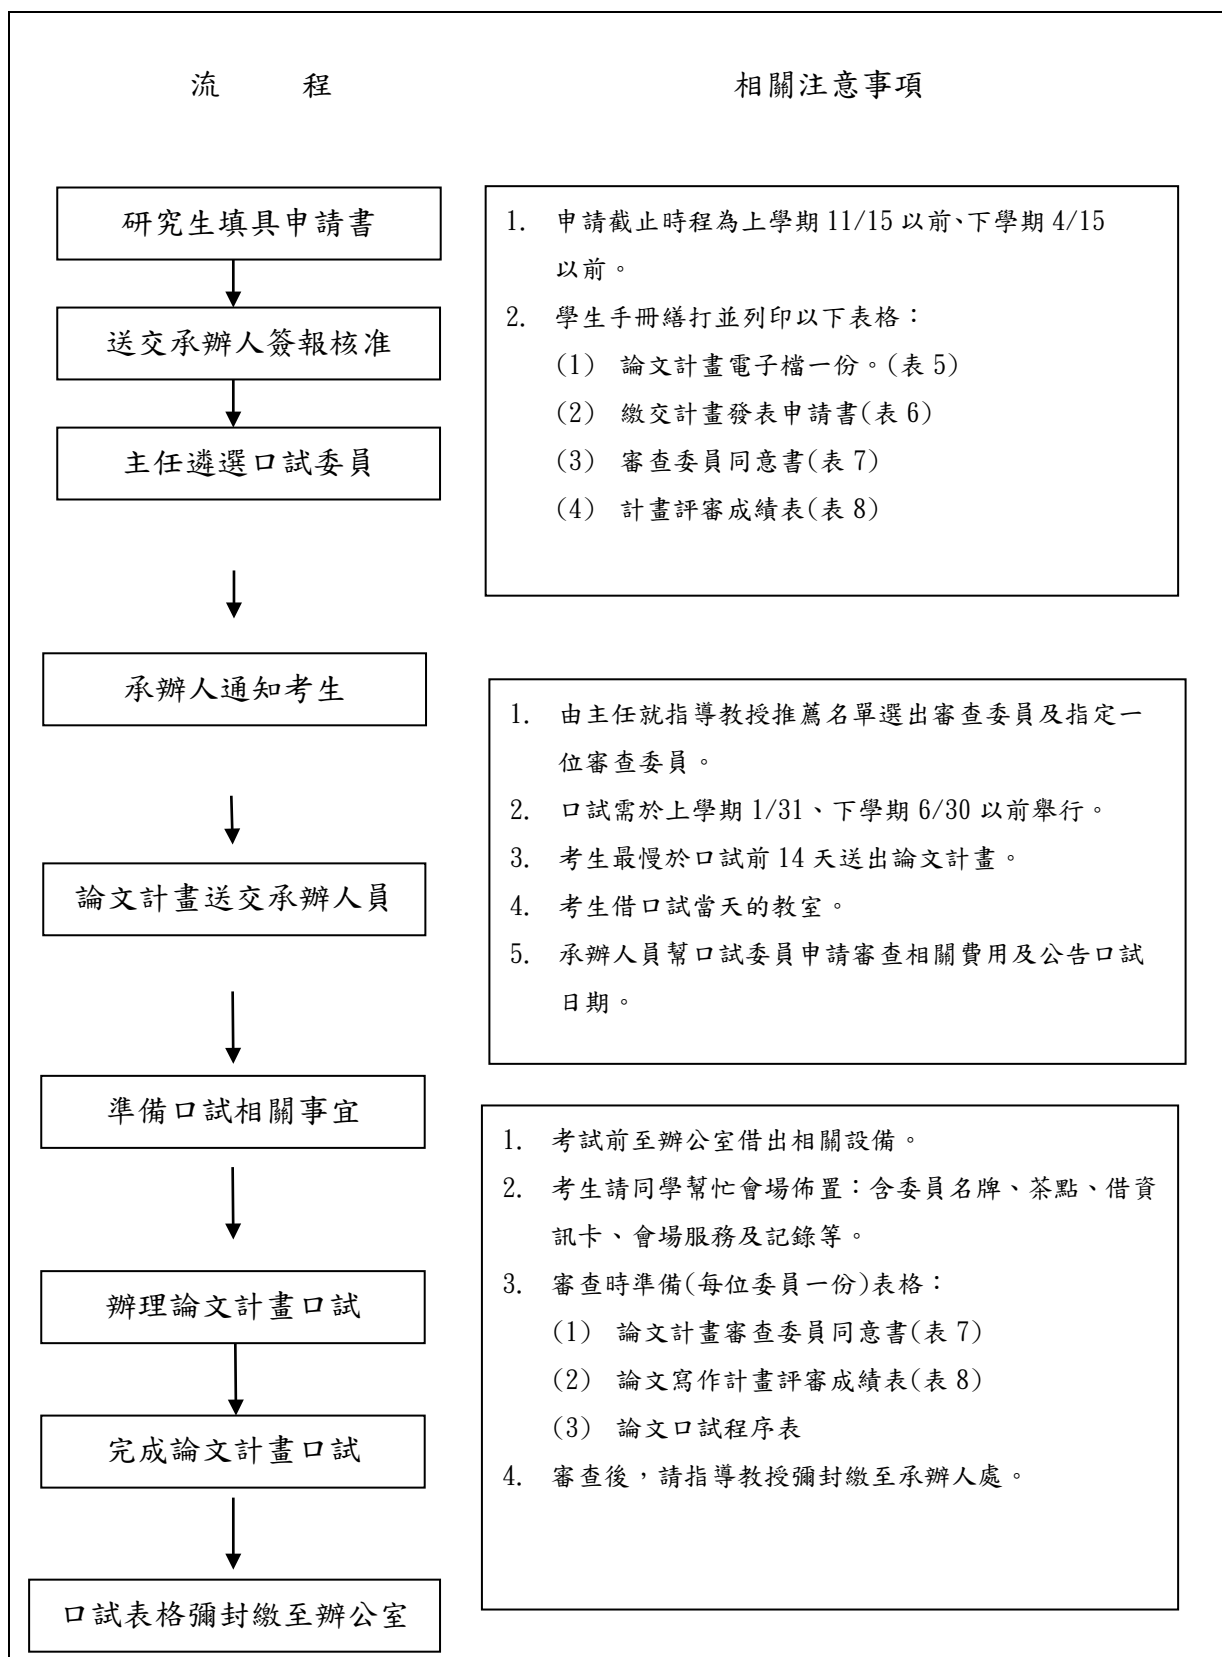 流 程
相關注意事項
研究生填具申請書
送交承辦人簽報核准
主任遴選口試委員
1. 申請截止時程為上學期 11/15 以前、下學期 4/15
以前。
2. 學生手冊繕打並列印以下表格：
(1) 論文計畫電子檔一份。(表 5)
(2) 繳交計畫發表申請書(表 6)
(3) 審查委員同意書(表 7)
(4) 計畫評審成績表(表 8)
承辦人通知考生
論文計畫送交承辦人員
1. 由主任就指導教授推薦名單選出審查委員及指定一
位審查委員。
2. 口試需於上學期 1/31、下學期 6/30 以前舉行。
3. 考生最慢於口試前 14 天送出論文計畫。
4. 考生借口試當天的教室。
5. 承辦人員幫口試委員申請審查相關費用及公告口試
日期。
準備口試相關事宜
辦理論文計畫口試
完成論文計畫口試
口試表格彌封繳至辦公室
1. 考試前至辦公室借出相關設備。
2. 考生請同學幫忙會場佈置：含委員名牌、茶點、借資
訊卡、會場服務及記錄等。
3. 審查時準備(每位委員一份)表格：
(1) 論文計畫審查委員同意書(表 7)
(2) 論文寫作計畫評審成績表(表 8)
(3) 論文口試程序表
4. 審查後，請指導教授彌封繳至承辦人處。